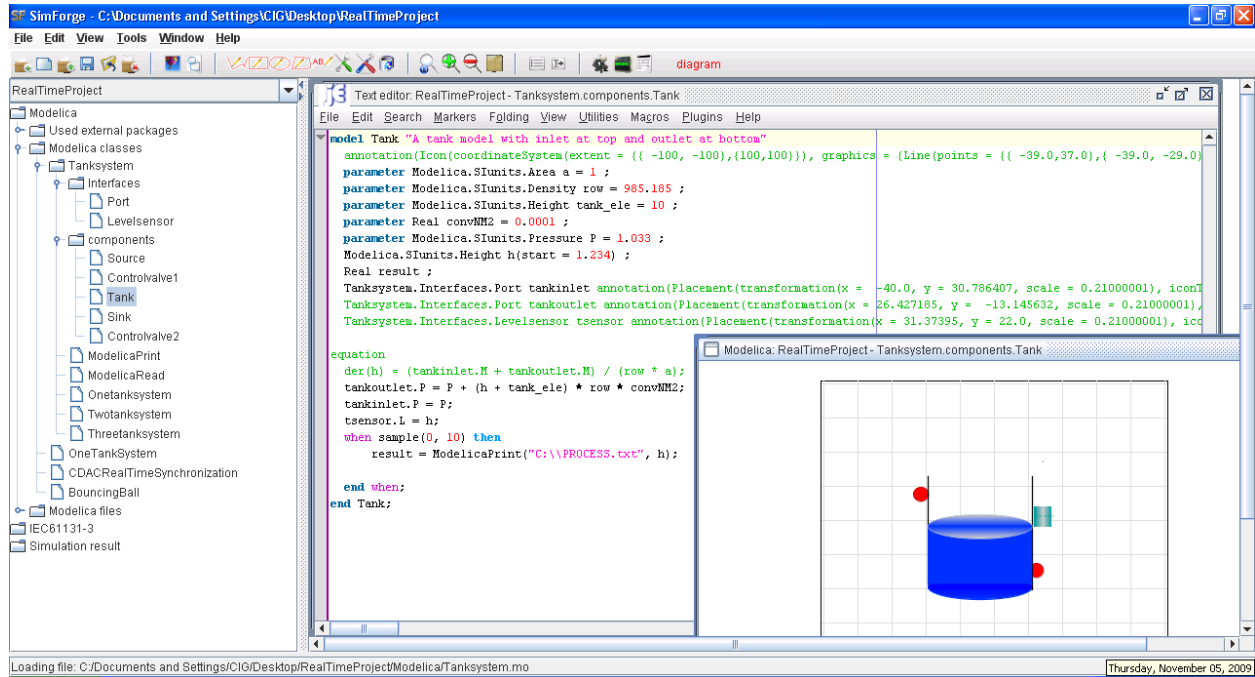 SF SimForge - C:\Documents and Settings\CIG\Desktop\RealTimeProject
File Edit View Tools Window Help
diagram
RealTimeProject
Modelica
Used external packages
Modelica classes
Tanksystem
Interfaces
Port
Levelsensor
components
Source
Controlvalve1
Tank
Sink
Controlvalve2
ModelicaPrint
ModelicaRead
Onetanksystem
Twotanksystem
Threetanksystem
OneTankSystem
CDACRealTimeSynchronization
BouncingBall
Modelica files
IEC61131-3
Simulation result
Text editor: RealTimeProject - Tanksystem.components.Tank
File Edit Search Markers Folding View Utilities Macros Plugins Help
model Tank "A tank model with inlet at top and outlet at bottom"
annotation(Icon(coordinateSystem(extent = {{ -100, -100},{100,100}}), graphics = {Line(points = {{ -39.0,37.0},{ -39.0, -29.0}
parameter Modelica.SIunits.Area a = 1 ;
parameter Modelica.SIunits.Density row = 985.185 ;
parameter Modelica.SIunits.Height tank_ele = 10 ;
parameter Real convNM2 = 0.0001 ;
parameter Modelica.SIunits.Pressure P = 1.033 ;
Modelica.SIunits.Height h(start = 1.234) ;
Real result ;
Tanksystem.Interfaces.Port tankinlet annotation(Placement(transformation(x = -40.0, y = 30.786407, scale = 0.21000001), iconT
Tanksystem.Interfaces.Port tankoutlet annotation(Placement(transformation(x = 26.427185, y = -13.145632, scale = 0.21000001),
Tanksystem.Interfaces.Levelsensor tsensor annotation(Placement(transformation(x = 31.37395, y = 22.0, scale = 0.21000001), ico
equation
der(h) = (tankinlet.M + tankoutlet.M) / (row * a);
tankoutlet.P = P + (h + tank_ele) * row * convNM2;
tankinlet.P = P;
tsensor.L = h;
when sample(0, 10) then
result = ModelicaPrint("C:\\PROCESS.txt", h);
end when;
end Tank;
Modelica: RealTimeProject - Tanksystem.components.Tank
Loading file: C:/Documents and Settings/CIG/Desktop/RealTimeProject/Modelica/Tanksystem.mo
Thursday, November 05, 2009